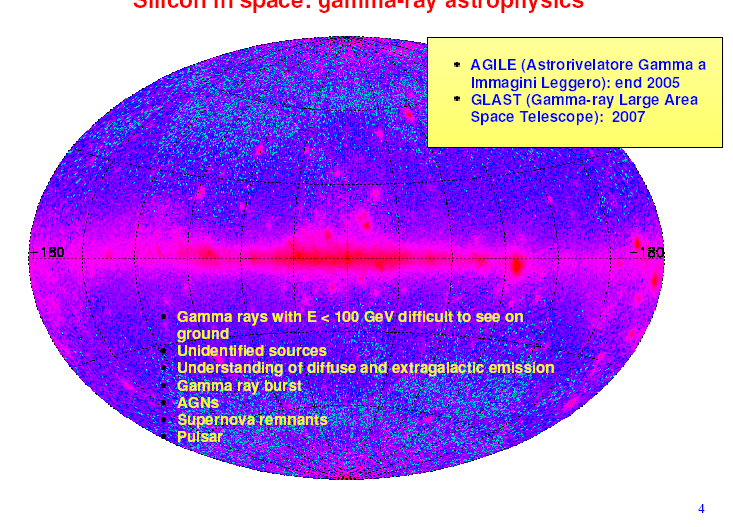 Silicon in space: gamma-ray astrophysics
• AGILE (Astrorivelatore Gamma a
Immagini Leggero): end 2005
• GLAST (Gamma-ray Large Area
Space Telescope): 2007
+180
-180
• Gamma rays with E < 100 GeV difficult to see on
ground
• Unidentified sources
• Understanding of diffuse and extragalactic emission
• Gamma ray burst
• AGNs
• Supernova remnants
• Pulsar
4